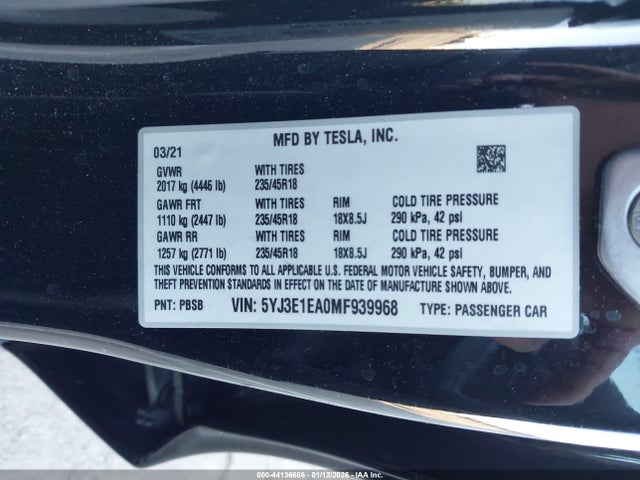 MFD BY TESLA, INC.
03/21
GVWR WITH TIRES
2017 kg (4446 lb) 235/45R18
GAWR FRT WITH TIRES RIM COLD TIRE PRESSURE
1110 kg (2447 lb) 235/45R18 18X8.5J 290 kPa, 42 psi
GAWR RR WITH TIRES RIM COLD TIRE PRESSURE
1257 kg (2771 lb) 235/45R18 18X8.5J 290 kPa, 42 psi
THIS VEHICLE CONFORMS TO ALL APPLICABLE U.S. FEDERAL MOTOR VEHICLE SAFETY, BUMPER, AND
THEFT PREVENTION STANDARDS IN EFFECT ON THE DATE OF MANUFACTURE SHOWN ABOVE.
PNT: PBSB VIN: 5YJ3E1EA0MF939968 TYPE: PASSENGER CAR
000-44136666 - 01/12/2026 - IAAI.COM